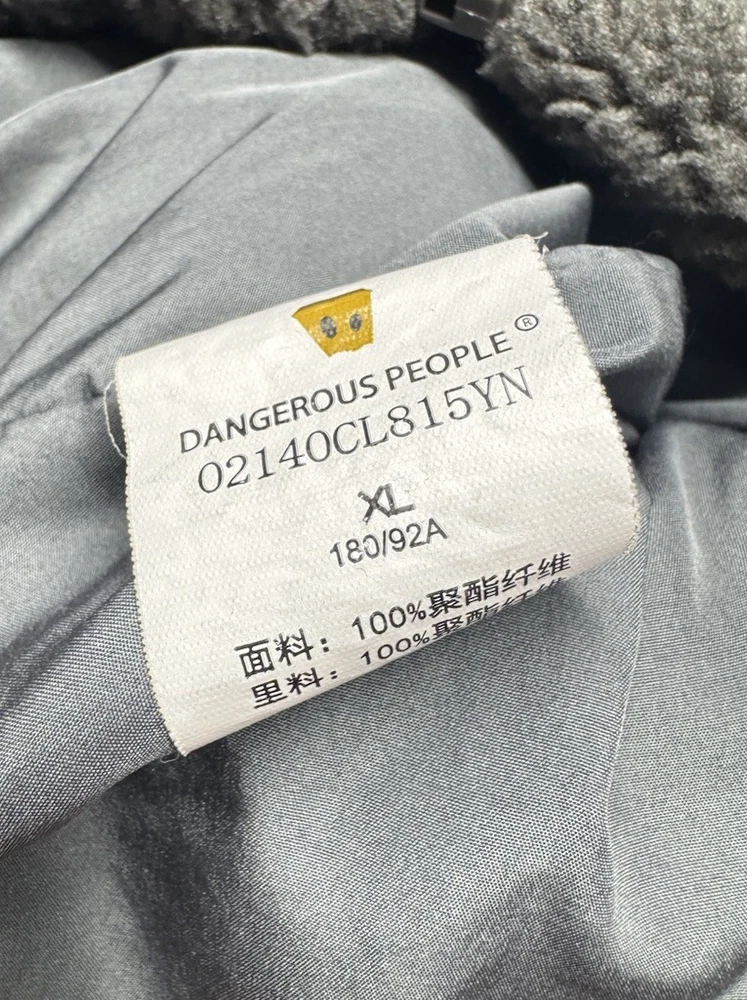 DANGEROUS PEOPLE®
02140CL815YN
XL
180/92A
面料：100%聚酯纤维
里料：100%聚酯纤维